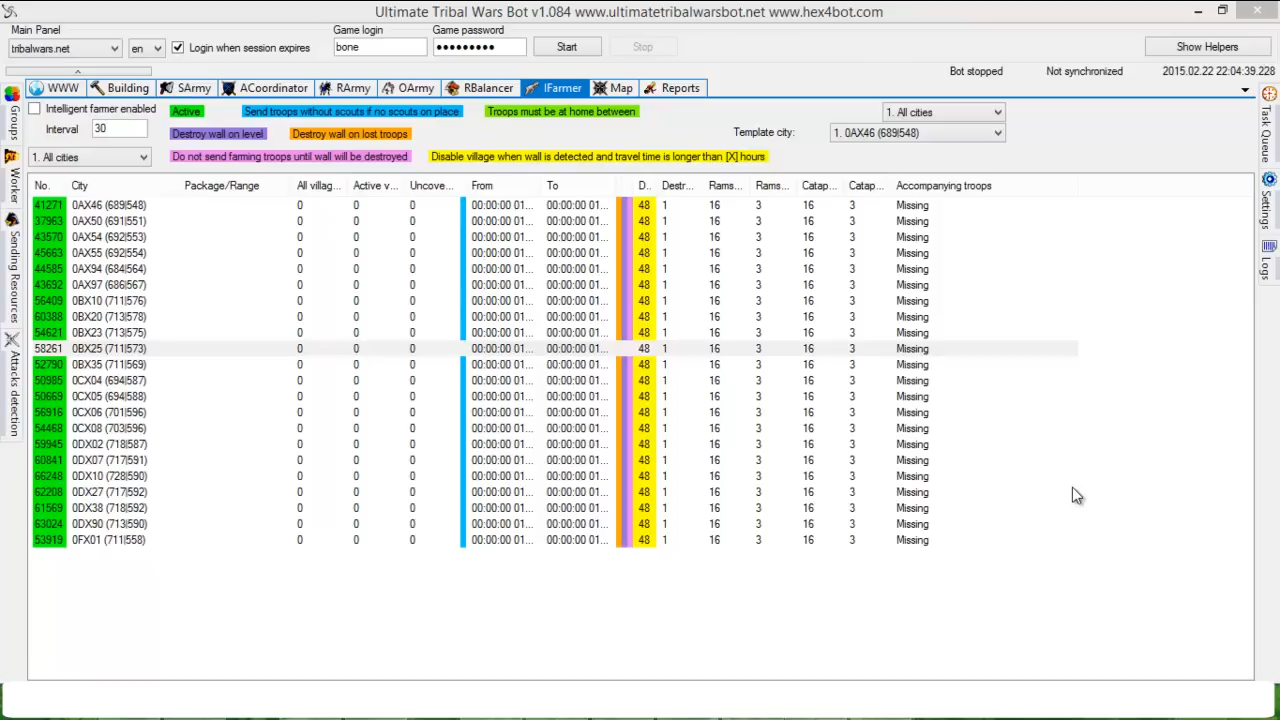 Ultimate Tribal Wars Bot v1.084 www.ultimatetribalwarsbot.net www.hex4bot.com
Main Panel Game login Game password
tribalwars.net en Login when session expires bone ●●●●●●●●● Start Stop Show Helpers
Bot stopped Not synchronized 2015.02.22 22:04:39.228
WWW Building SArmy ACoordinator RArmy OArmy RBalancer IFarmer Map Reports
Intelligent farmer enabled Active Send troops without scouts if no scouts on place Troops must be at home between 1. All cities
Interval 30 Destroy wall on level Destroy wall on lost troops Template city: 1. 0AX46 (689|548)
1. All cities Do not send farming troops until wall will be destroyed Disable village when wall is detected and travel time is longer than [X] hours
No. City Package/Range All villag... Active v... Uncove... From To D.. Destr... Rams... Rams... Catap... Catap... Accompanying troops
41271 0AX46 (689|548) 0 0 0 00:00:00 01... 00:00:00 01... 48 1 16 3 16 3 Missing
37963 0AX50 (691|551) 0 0 0 00:00:00 01... 00:00:00 01... 48 1 16 3 16 3 Missing
43570 0AX54 (692|553) 0 0 0 00:00:00 01... 00:00:00 01... 48 1 16 3 16 3 Missing
45663 0AX55 (692|554) 0 0 0 00:00:00 01... 00:00:00 01... 48 1 16 3 16 3 Missing
44585 0AX94 (684|564) 0 0 0 00:00:00 01... 00:00:00 01... 48 1 16 3 16 3 Missing
43692 0AX97 (686|567) 0 0 0 00:00:00 01... 00:00:00 01... 48 1 16 3 16 3 Missing
56409 0BX10 (711|576) 0 0 0 00:00:00 01... 00:00:00 01... 48 1 16 3 16 3 Missing
60388 0BX20 (713|578) 0 0 0 00:00:00 01... 00:00:00 01... 48 1 16 3 16 3 Missing
54621 0BX23 (713|575) 0 0 0 00:00:00 01... 00:00:00 01... 48 1 16 3 16 3 Missing
58261 0BX25 (711|573) 0 0 0 00:00:00 01... 00:00:00 01... 48 1 16 3 16 3 Missing
52790 0BX35 (711|569) 0 0 0 00:00:00 01... 00:00:00 01... 48 1 16 3 16 3 Missing
50985 0CX04 (694|587) 0 0 0 00:00:00 01... 00:00:00 01... 48 1 16 3 16 3 Missing
50669 0CX05 (694|588) 0 0 0 00:00:00 01... 00:00:00 01... 48 1 16 3 16 3 Missing
56916 0CX06 (701|596) 0 0 0 00:00:00 01... 00:00:00 01... 48 1 16 3 16 3 Missing
54468 0CX08 (703|596) 0 0 0 00:00:00 01... 00:00:00 01... 48 1 16 3 16 3 Missing
59945 0DX02 (718|587) 0 0 0 00:00:00 01... 00:00:00 01... 48 1 16 3 16 3 Missing
60841 0DX07 (717|591) 0 0 0 00:00:00 01... 00:00:00 01... 48 1 16 3 16 3 Missing
66248 0DX10 (728|590) 0 0 0 00:00:00 01... 00:00:00 01... 48 1 16 3 16 3 Missing
62208 0DX27 (717|592) 0 0 0 00:00:00 01... 00:00:00 01... 48 1 16 3 16 3 Missing
61569 0DX38 (718|592) 0 0 0 00:00:00 01... 00:00:00 01... 48 1 16 3 16 3 Missing
63024 0DX90 (713|590) 0 0 0 00:00:00 01... 00:00:00 01... 48 1 16 3 16 3 Missing
53919 0FX01 (711|558) 0 0 0 00:00:00 01... 00:00:00 01... 48 1 16 3 16 3 Missing
Groups
Worker
Sending Resources
Attacks detection
Task Queue
Settings
Logs